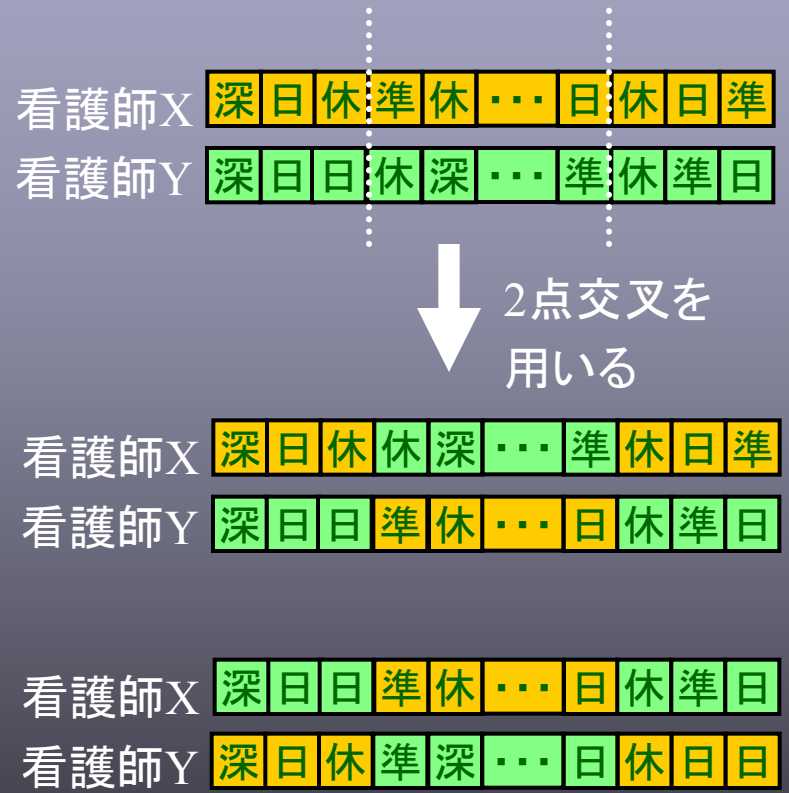 看護師X 深日休準休・・・日休日準
看護師Y 深日日休深・・・準休準日
2点交叉を
用いる
看護師X 深日休休深・・・準休日準
看護師Y 深日日準休・・・日休準日
看護師X 深日日準休・・・日休準日
看護師Y 深日休準深・・・日休日日